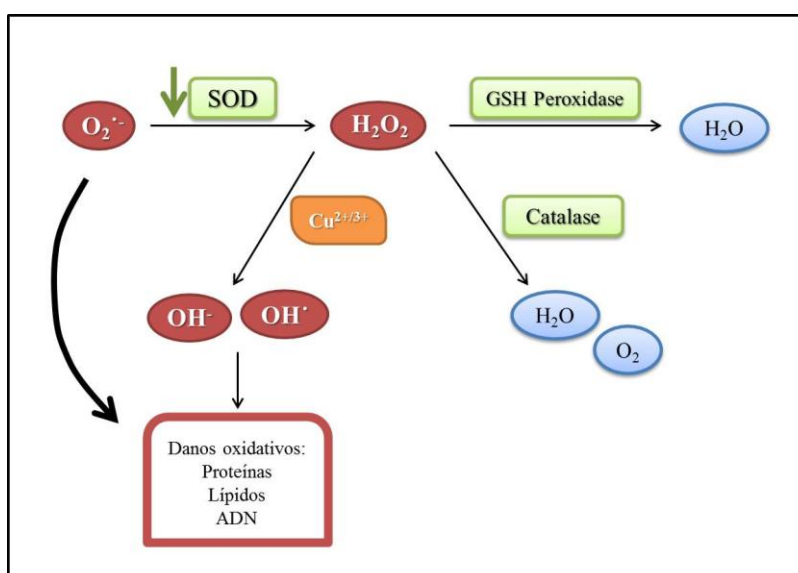 SOD
GSH Peroxidase
O₂˙⁻
H₂O₂
H₂O
Cu²⁺/³⁺
Catalase
OH⁻
OH˙
H₂O
O₂
Danos oxidativos:
Proteínas
Lípidos
ADN